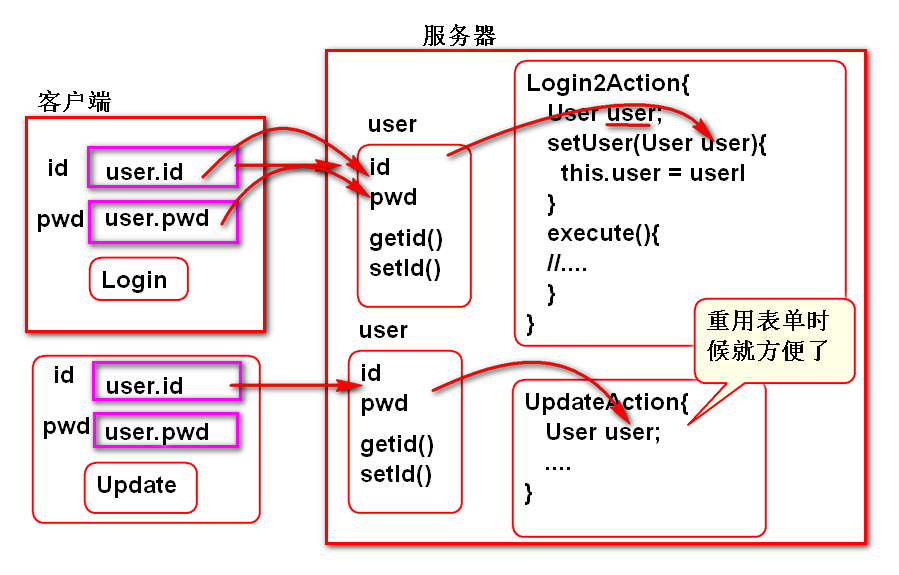 服务器
客户端
id
user.id
pwd
user.pwd
Login
user
id
pwd
getid()
setId()
Login2Action{
User user;
setUser(User user){
this.user = userl
}
execute(){
//....
}
}
重用表单时
候就方便了
id
user.id
pwd
user.pwd
Update
user
id
pwd
getid()
setId()
UpdateAction{
User user;
....
}